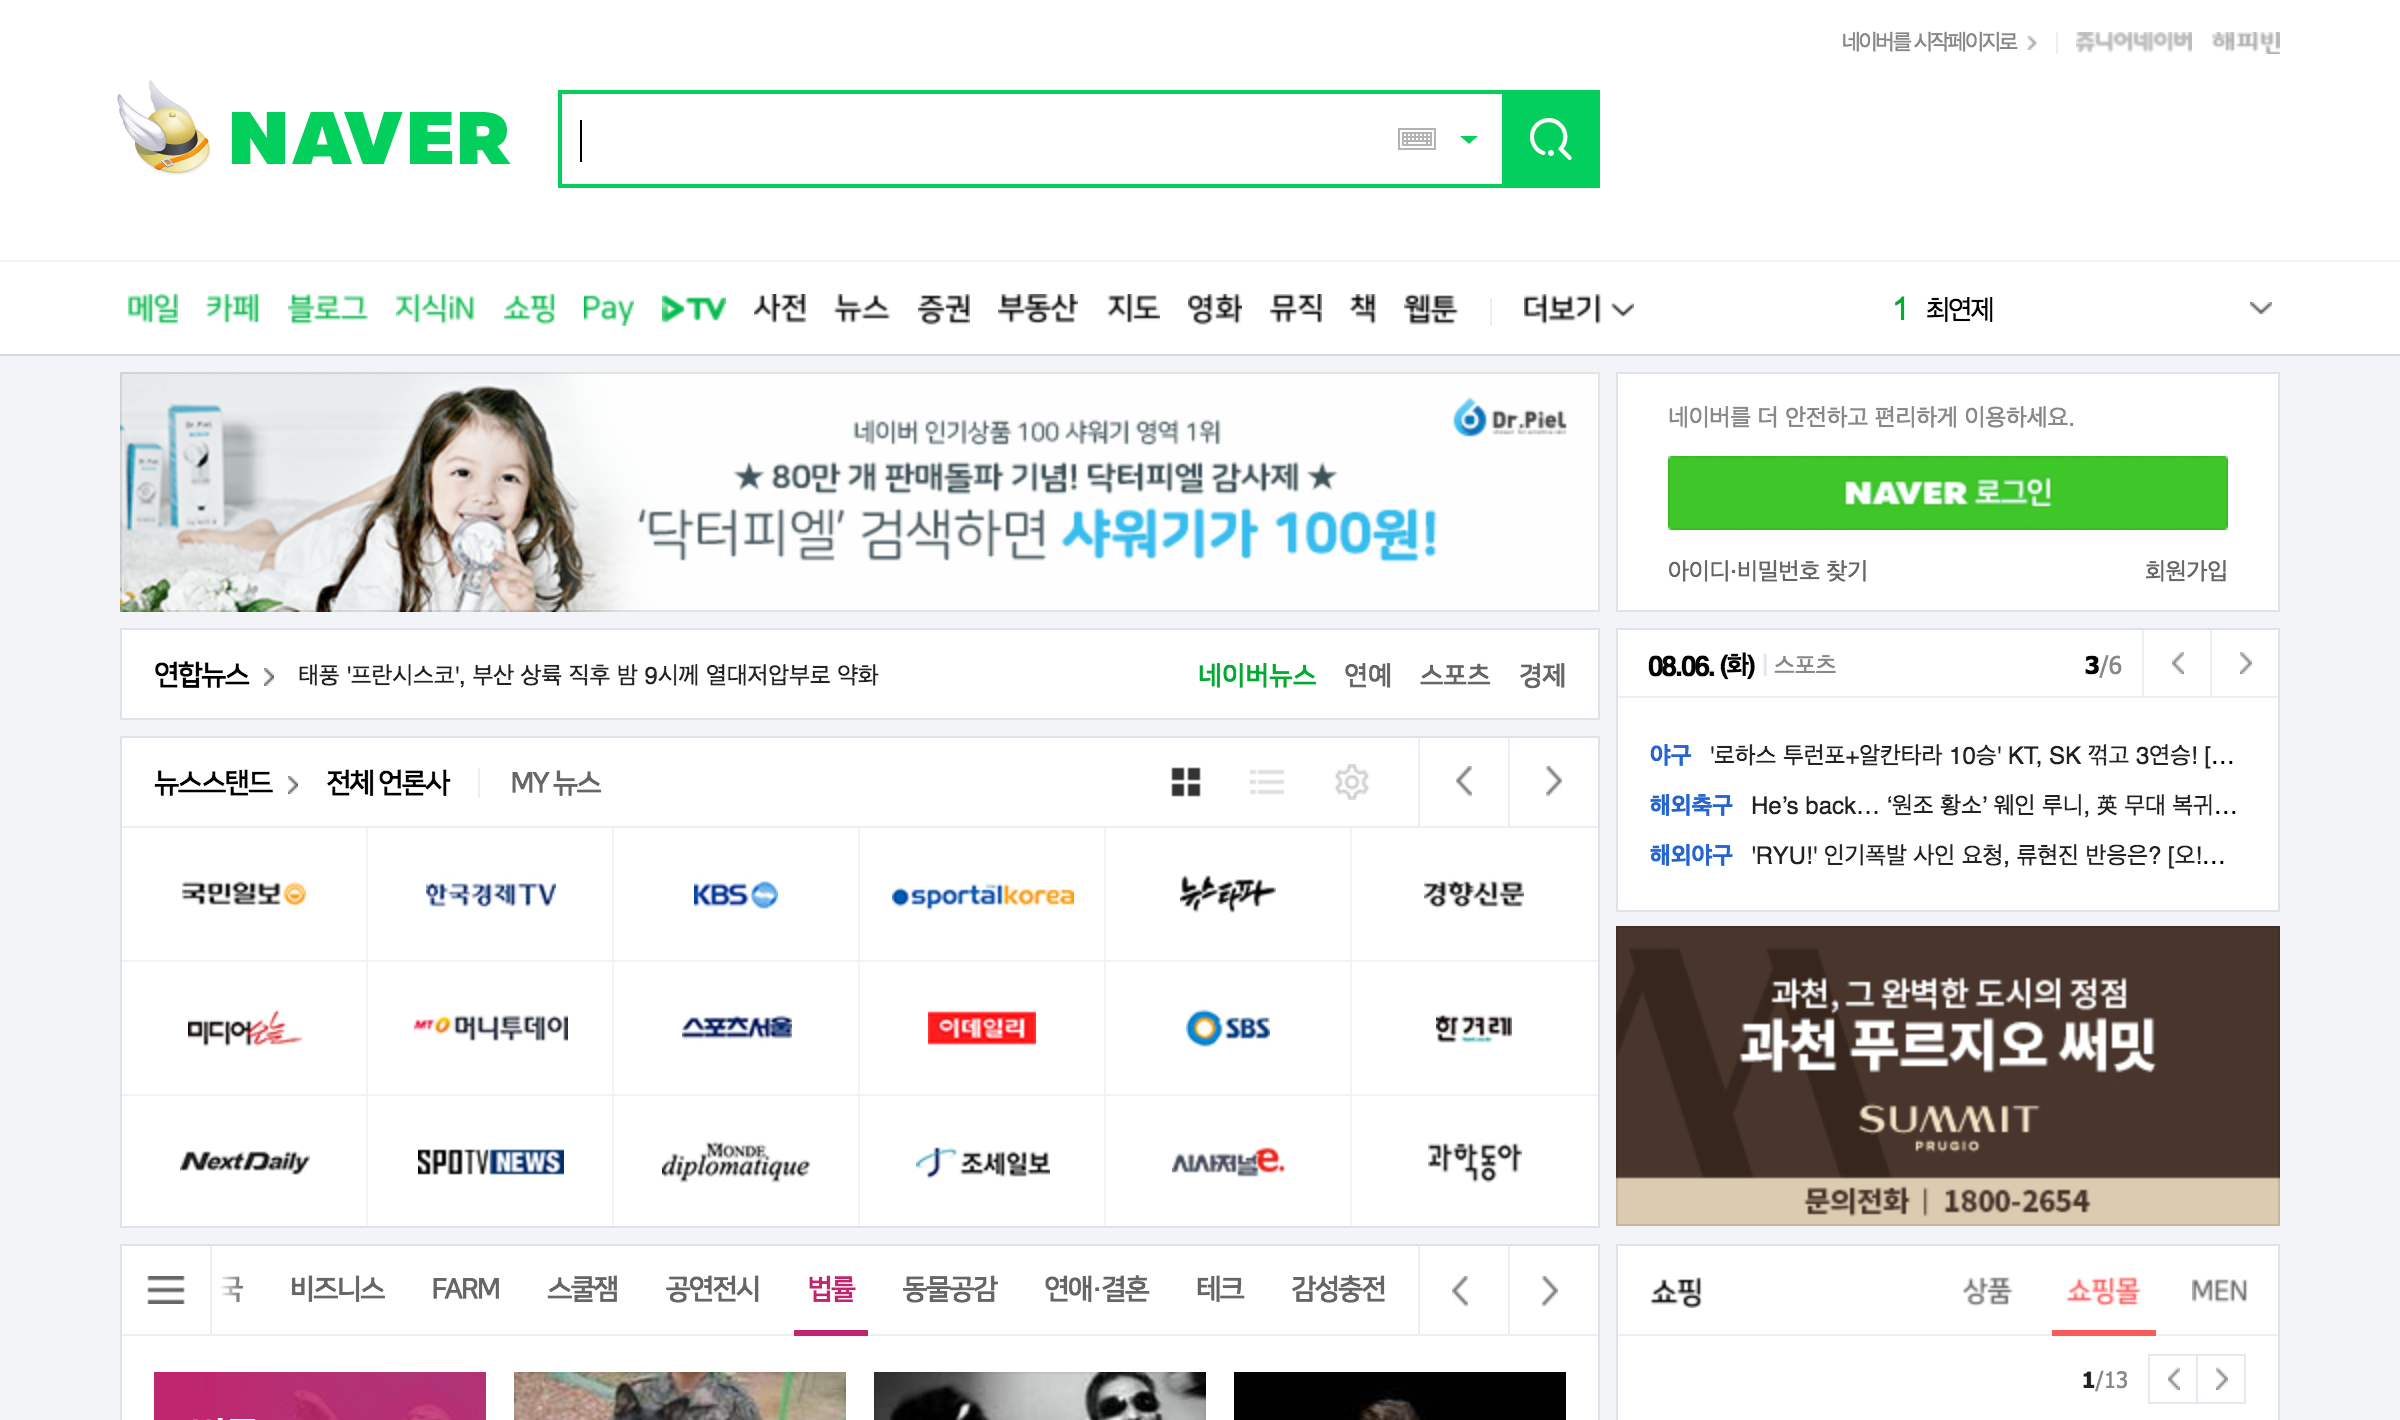 네이버를 시작페이지로
쥬니어네이버 해피빈
NAVER
메일 카페 블로그 지식iN 쇼핑 Pay TV 사전 뉴스 증권 부동산 지도 영화 뮤직 책 웹툰 더보기
1 최연제
네이버 인기상품 100 샤워기 영역 1위
★ 80만 개 판매돌파 기념! 닥터피엘 감사제 ★
‘닥터피엘’ 검색하면 샤워기가 100원!
Dr.Piel
네이버를 더 안전하고 편리하게 이용하세요.
NAVER 로그인
아이디·비밀번호 찾기 회원가입
연합뉴스 태풍 '프란시스코', 부산 상륙 직후 밤 9시께 열대저압부로 약화
네이버뉴스 연예 스포츠 경제
08.06. (화) 스포츠 3/6
야구 '로하스 투런포+알칸타라 10승' KT, SK 꺾고 3연승! [...
해외축구 He’s back... ‘원조 황소’ 웨인 루니, 英 무대 복귀...
해외야구 'RYU!' 인기폭발 사인 요청, 류현진 반응은? [오!...
뉴스스탠드 전체 언론사 MY 뉴스
국민일보 한국경제TV KBS sportalkorea 뉴스타파 경향신문
미디어오늘 MTO 머니투데이 스포츠서울 이데일리 SBS 한겨레
NextDaily SPOTV NEWS LE MONDE diplomatique 조세일보 시사저널e. 과학동아
과천, 그 완벽한 도시의 정점
과천 푸르지오 써밋
SUMMIT
PRUGIO
문의전화 | 1800-2654
국 비즈니스 FARM 스쿨잼 공연전시 법률 동물공감 연애·결혼 테크 감성충전
쇼핑 상품 쇼핑몰 MEN
1/13